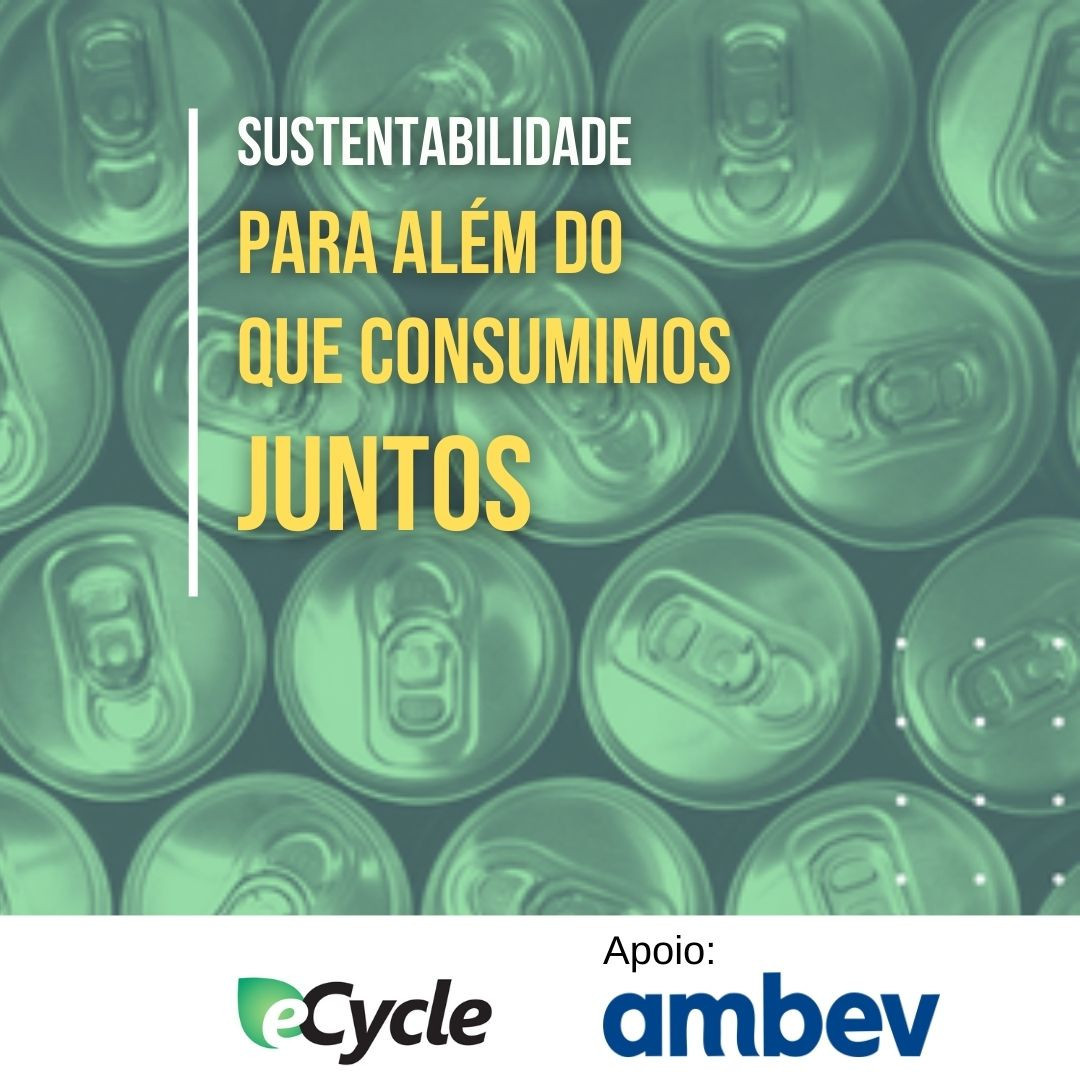 SUSTENTABILIDADE
PARA ALÉM DO
QUE CONSUMIMOS
JUNTOS
eCycle
Apoio:
ambev